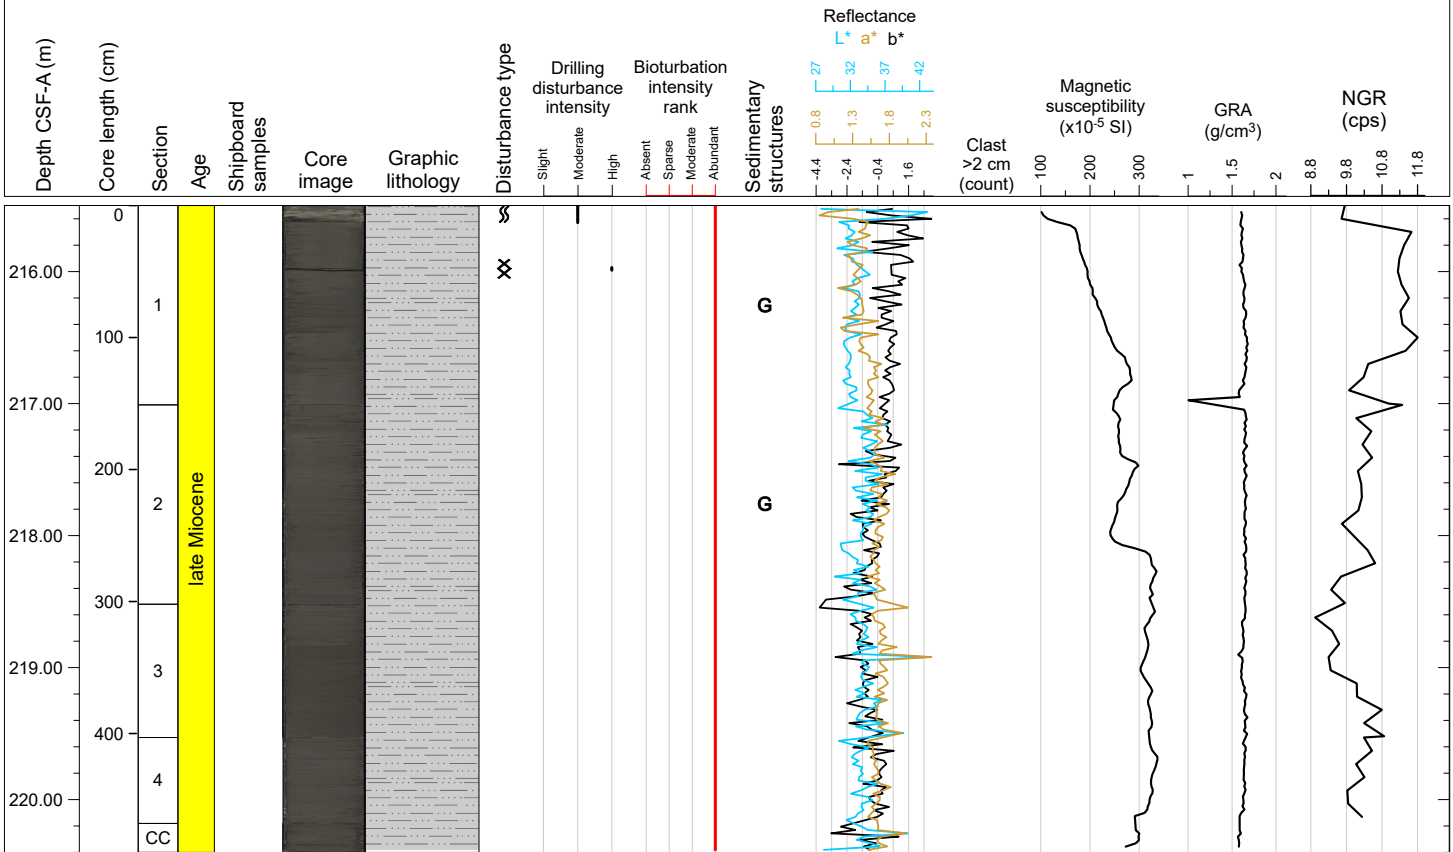 Depth CSF-A (m)
Core length (cm)
Section
Age
Shipboard
samples
Core
image
Graphic
lithology
Disturbance type
Drilling
disturbance
intensity
Slight
Moderate
High
Bioturbation
intensity
rank
Absent
Sparse
Moderate
Abundant
Sedimentary
structures
Reflectance
L* a* b*
27 32 37 42
0.8 1.3 1.8 2.3
-4.4 -2.4 -0.4 1.6
Clast
>2 cm
(count)
Magnetic
susceptibility
(x10⁻⁵ SI)
100 200 300
GRA
(g/cm³)
1 1.5 2
NGR
(cps)
8.8 9.8 10.8 11.8
0
216.00
1
G
100
217.00
200
2
G
218.00
late Miocene
300
219.00
3
400
4
220.00
CC